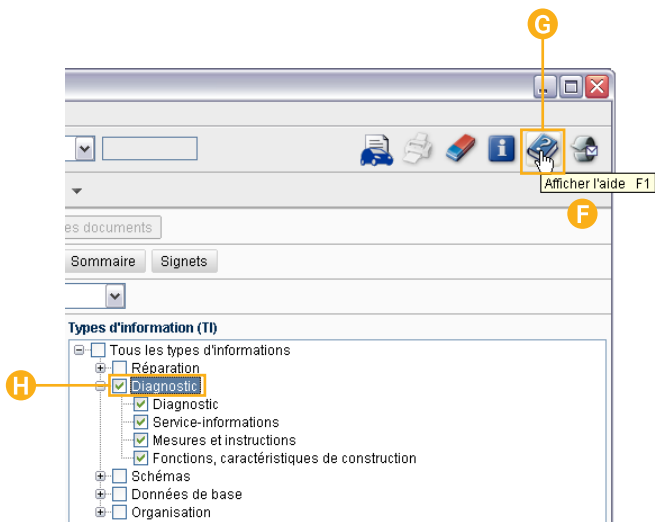 G
Afficher l'aide F1
F
es documents
Sommaire Signets
Types d'information (TI)
Tous les types d'informations
Réparation
H
Diagnostic
Diagnostic
Service-informations
Mesures et instructions
Fonctions, caractéristiques de construction
Schémas
Données de base
Organisation